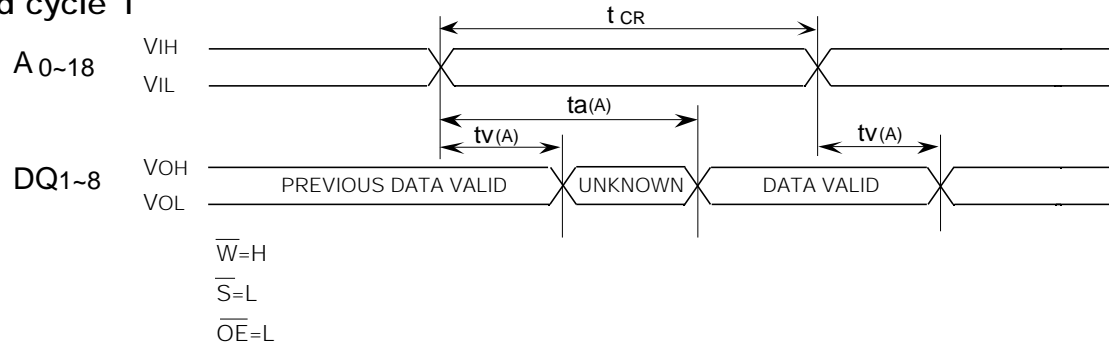 d cycle 1
t CR
A 0~18
VIH
VIL
ta(A)
tv(A)
tv(A)
DQ1~8
VOH
VOL
PREVIOUS DATA VALID
UNKNOWN
DATA VALID
W̅=H
S̅=L
O̅E̅=L